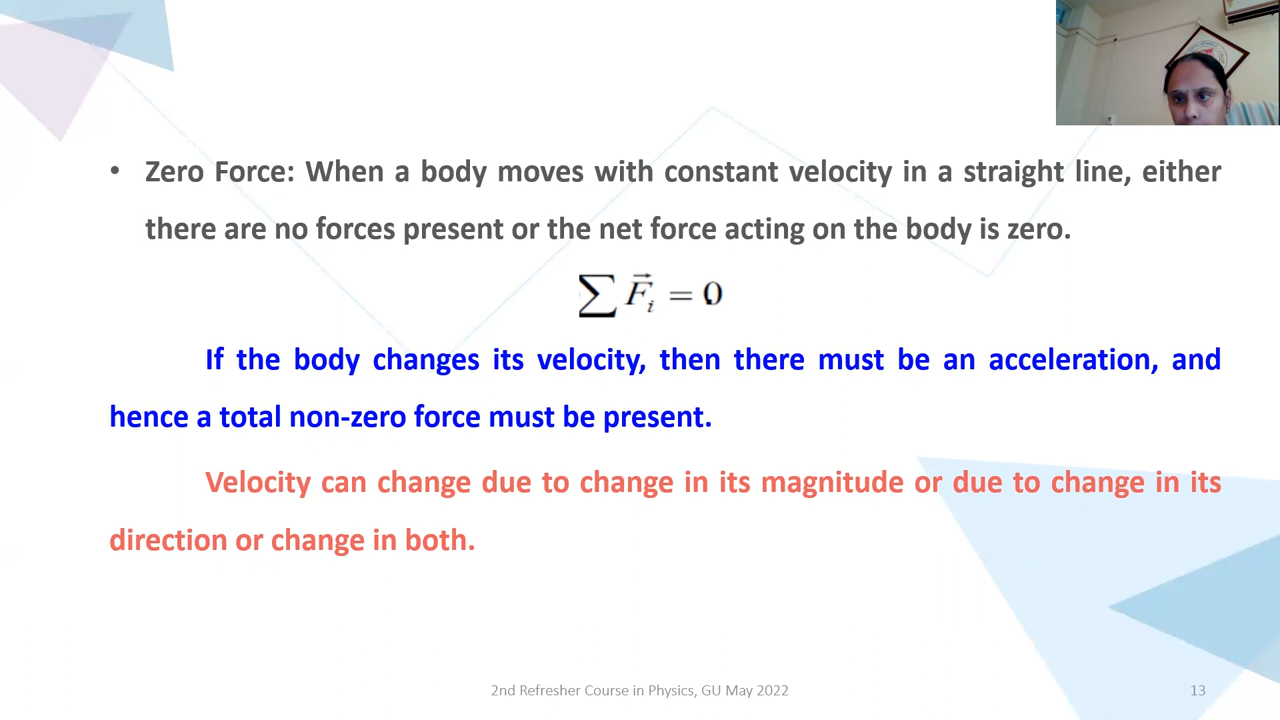 • Zero Force: When a body moves with constant velocity in a straight line, either
there are no forces present or the net force acting on the body is zero.
∑ F⃗ᵢ = 0
If the body changes its velocity, then there must be an acceleration, and
hence a total non-zero force must be present.
Velocity can change due to change in its magnitude or due to change in its
direction or change in both.
2nd Refresher Course in Physics, GU May 2022
13